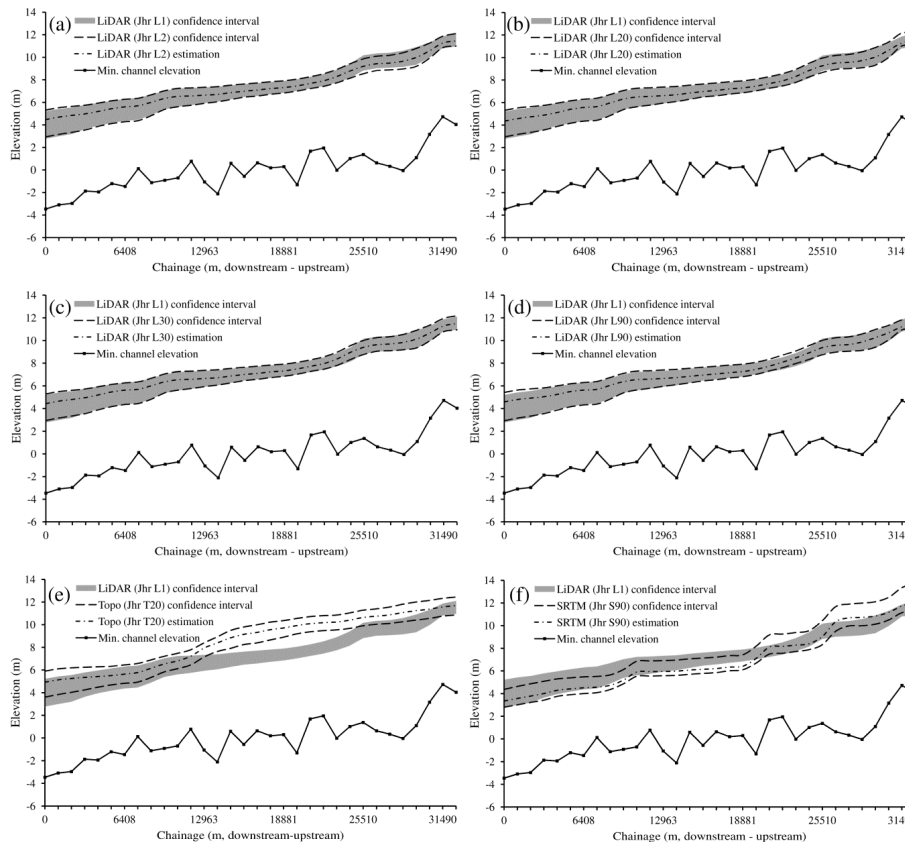 (a)
LiDAR (Jhr L1) confidence interval
LiDAR (Jhr L2) confidence interval
LiDAR (Jhr L2) estimation
Min. channel elevation
Elevation (m)
14
12
10
8
6
4
2
0
-2
-4
-6
0 6408 12963 18881 25510 31490
Chainage (m, downstream - upstream)
(b)
LiDAR (Jhr L1) confidence interval
LiDAR (Jhr L20) confidence interval
LiDAR (Jhr L20) estimation
Min. channel elevation
Elevation (m)
14
12
10
8
6
4
2
0
-2
-4
-6
0 6408 12963 18881 25510 31490
Chainage (m, downstream - upstream)
(c)
LiDAR (Jhr L1) confidence interval
LiDAR (Jhr L30) confidence interval
LiDAR (Jhr L30) estimation
Min. channel elevation
Elevation (m)
14
12
10
8
6
4
2
0
-2
-4
-6
0 6408 12963 18881 25510 31490
Chainage (m, downstream - upstream)
(d)
LiDAR (Jhr L1) confidence interval
LiDAR (Jhr L90) confidence interval
LiDAR (Jhr L90) estimation
Min. channel elevation
Elevation (m)
14
12
10
8
6
4
2
0
-2
-4
-6
0 6408 12963 18881 25510 31490
Chainage (m, downstream - upstream)
(e)
LiDAR (Jhr L1) confidence interval
Topo (Jhr T20) confidence interval
Topo (Jhr T20) estimation
Min. channel elevation
Elevation (m)
14
12
10
8
6
4
2
0
-2
-4
-6
0 6408 12963 18881 25510 31490
Chainage (m, downstream-upstream)
(f)
LiDAR (Jhr L1) confidence interval
SRTM (Jhr S90) confidence interval
SRTM (Jhr S90) estimation
Min. channel elevation
Elevation (m)
14
12
10
8
6
4
2
0
-2
-4
-6
0 6408 12963 18881 25510 31490
Chainage (m, downstream - upstream)